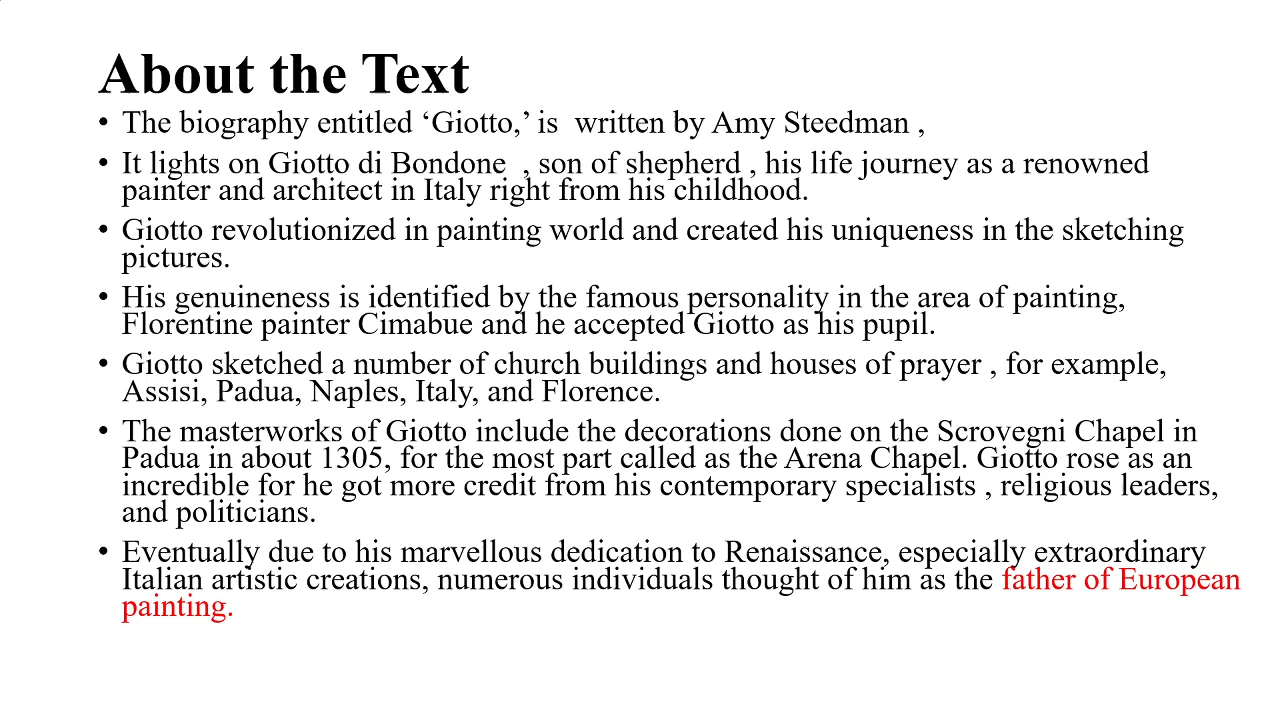 About the Text
• The biography entitled ‘Giotto,’ is  written by Amy Steedman ,
• It lights on Giotto di Bondone  , son of shepherd , his life journey as a renowned
painter and architect in Italy right from his childhood.
• Giotto revolutionized in painting world and created his uniqueness in the sketching
pictures.
• His genuineness is identified by the famous personality in the area of painting,
Florentine painter Cimabue and he accepted Giotto as his pupil.
• Giotto sketched a number of church buildings and houses of prayer , for example,
Assisi, Padua, Naples, Italy, and Florence.
• The masterworks of Giotto include the decorations done on the Scrovegni Chapel in
Padua in about 1305, for the most part called as the Arena Chapel. Giotto rose as an
incredible for he got more credit from his contemporary specialists , religious leaders,
and politicians.
• Eventually due to his marvellous dedication to Renaissance, especially extraordinary
Italian artistic creations, numerous individuals thought of him as the father of European
painting.